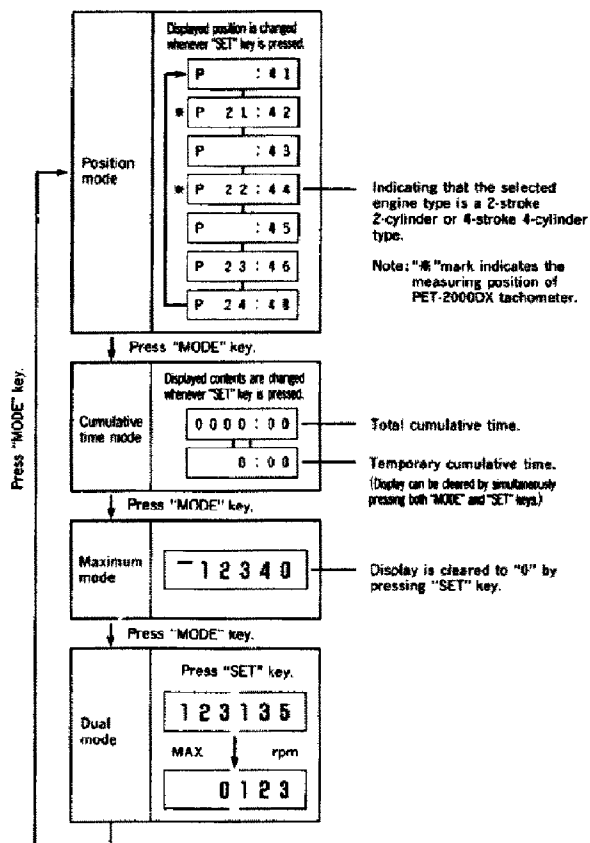 Displayed position is changed
whenever "SET" key is pressed.
P :41
※ P 21:42
P :43
Position
mode
※ P 22:44
P :45
P 23:46
P 24:48
Indicating that the selected
engine type is a 2-stroke
2-cylinder or 4-stroke 4-cylinder
type.
Note: "※" mark indicates the
measuring position of
PET-2000DX tachometer.
Press "MODE" key.
Press "MODE" key.
Displayed contents are changed
whenever "SET" key is pressed.
Cumulative
time mode
0000:00
0:00
Total cumulative time.
Temporary cumulative time.
(Display can be cleared by simultaneously
pressing both "MODE" and "SET" keys.)
Press "MODE" key.
Maximum
mode
¯12340
Display is cleared to "0" by
pressing "SET" key.
Press "MODE" key.
Press "SET" key.
Dual
mode
123135
MAX rpm
0123